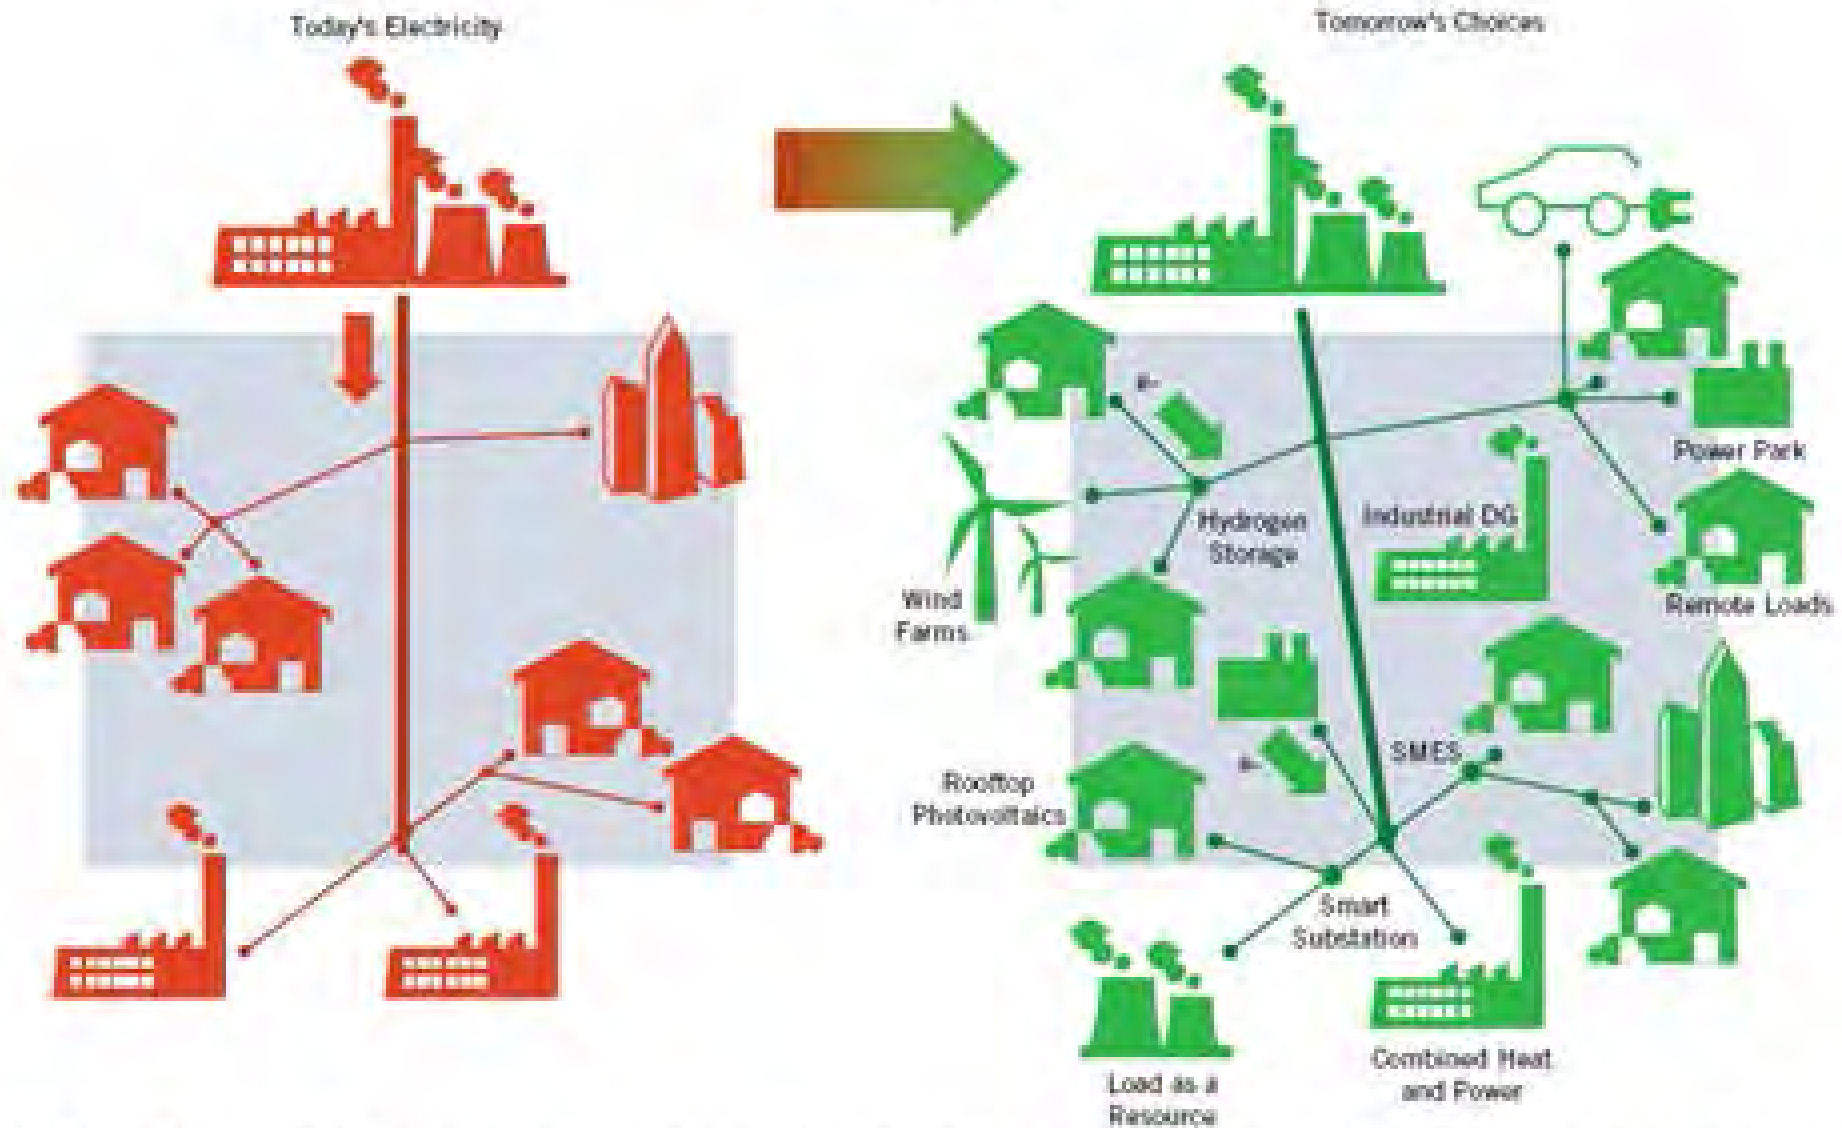 Today's Electricity
Tomorrow's Choices
e-
Power Park
Hydrogen
Storage
Industrial DG
Wind
Farms
Remote Loads
SMES
e-
Rooftop
Photovoltaics
Smart
Substation
Combined Heat
and Power
Load as a
Resource